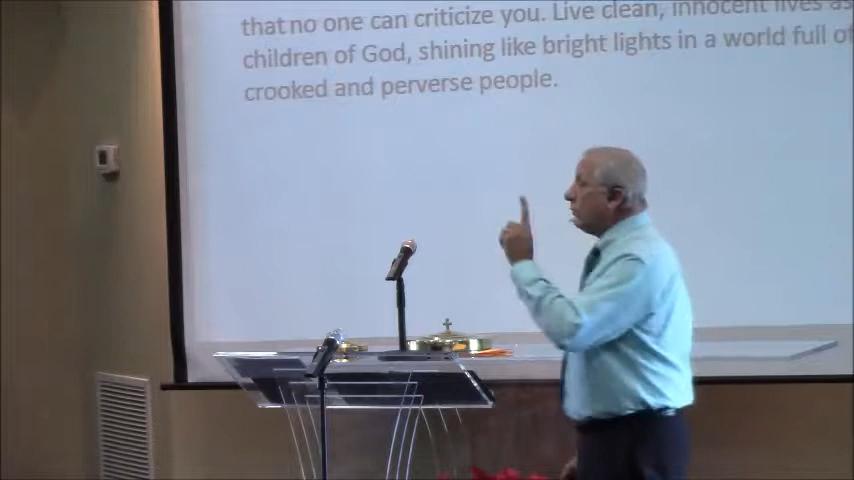 that no one can criticize you. Live clean, innocent lives as
children of God, shining like bright lights in a world full of
crooked and perverse people.